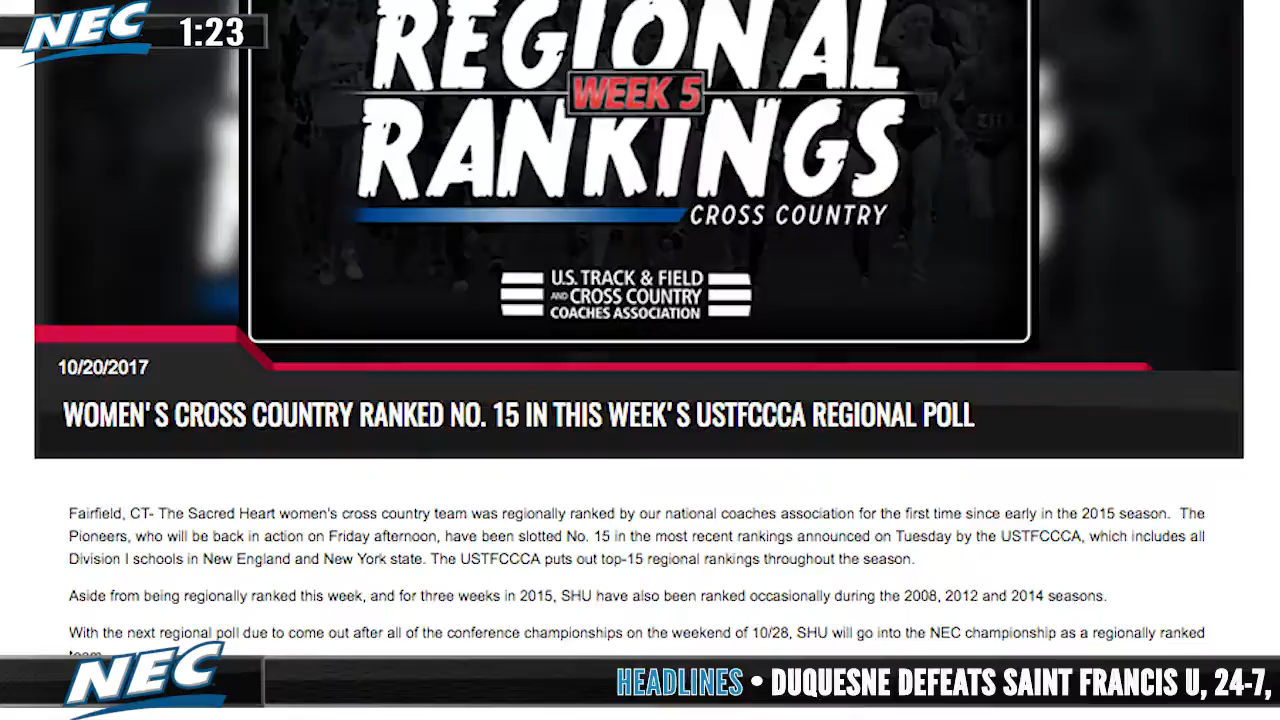 NEC
1:23
REGIONAL
WEEK 5
RANKINGS
CROSS COUNTRY
U.S. TRACK & FIELD
AND CROSS COUNTRY
COACHES ASSOCIATION
10/20/2017
WOMEN'S CROSS COUNTRY RANKED NO. 15 IN THIS WEEK'S USTFCCCA REGIONAL POLL
Fairfield, CT- The Sacred Heart women's cross country team was regionally ranked by our national coaches association for the first time since early in the 2015 season. The
Pioneers, who will be back in action on Friday afternoon, have been slotted No. 15 in the most recent rankings announced on Tuesday by the USTFCCCA, which includes all
Division I schools in New England and New York state. The USTFCCCA puts out top-15 regional rankings throughout the season.
Aside from being regionally ranked this week, and for three weeks in 2015, SHU have also been ranked occasionally during the 2008, 2012 and 2014 seasons.
With the next regional poll due to come out after all of the conference championships on the weekend of 10/28, SHU will go into the NEC championship as a regionally ranked
NEC
HEADLINES • DUQUESNE DEFEATS SAINT FRANCIS U, 24-7,